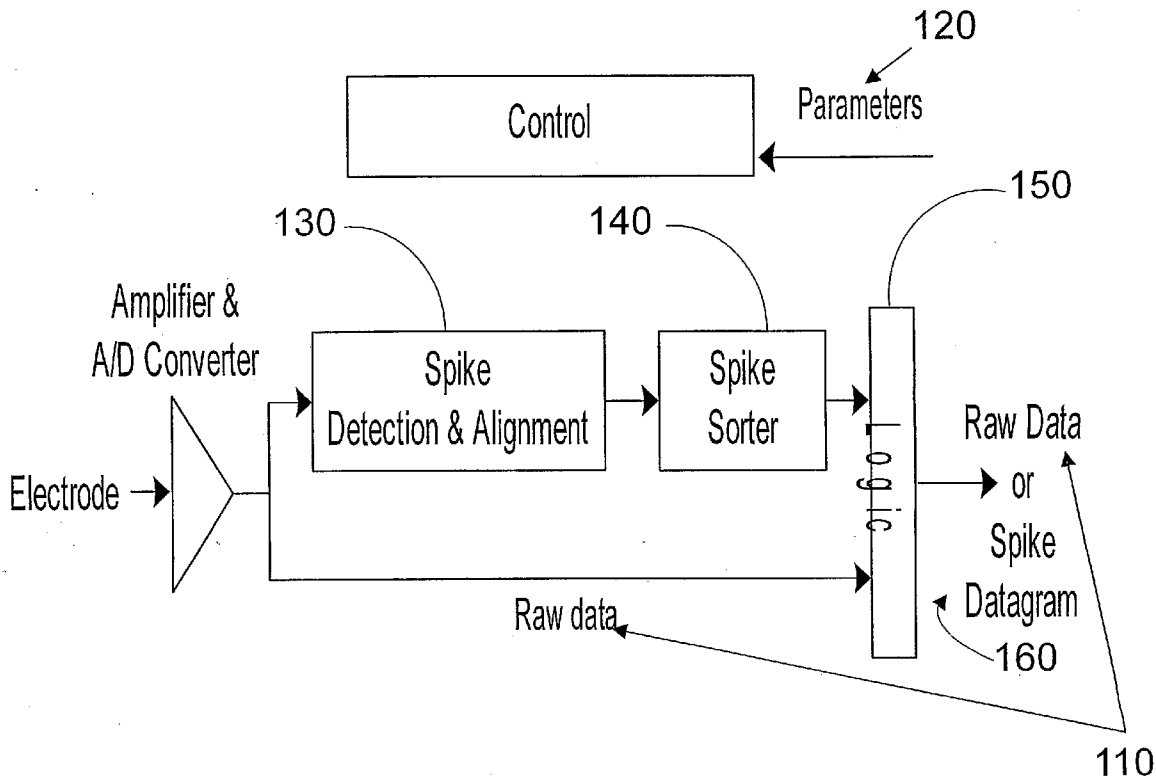 120
Parameters
Control
150
130
140
Amplifier &
A/D Converter
Spike
Detection & Alignment
Spike
Sorter
Logic
Electrode
Raw Data
or
Spike
Datagram
Raw data
160
110